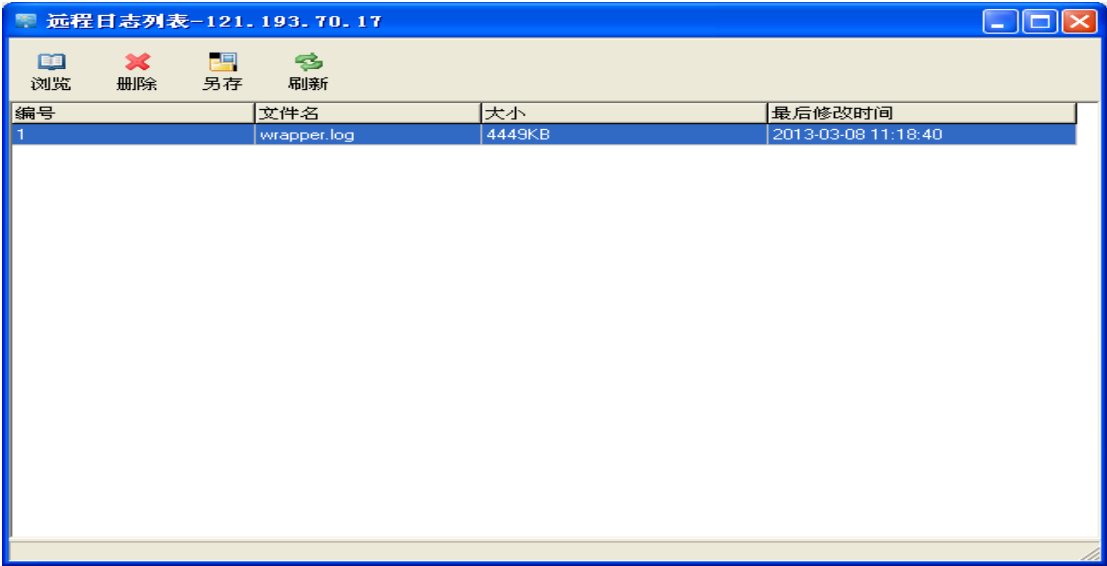 远程日志列表-121.193.70.17
浏览 删除 另存 刷新
编号 文件名 大小 最后修改时间
1 wrapper.log 4449KB 2013-03-08 11:18:40